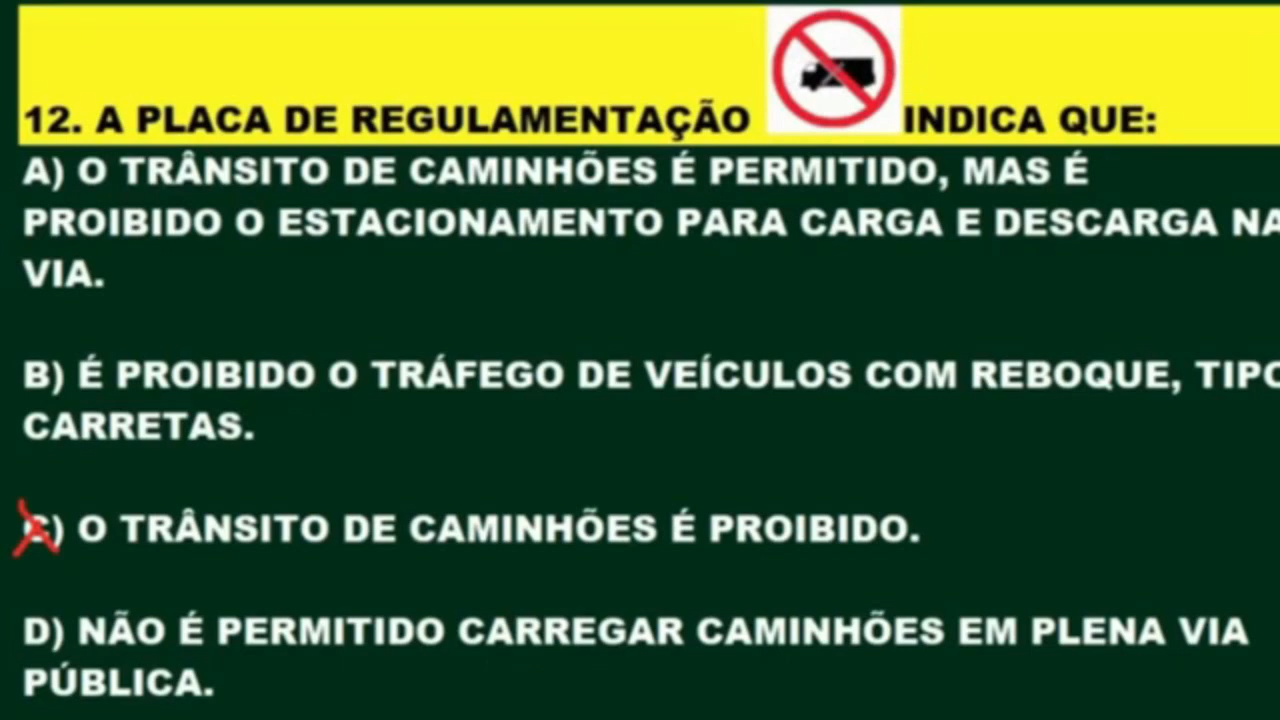 12. A PLACA DE REGULAMENTAÇÃO INDICA QUE:
A) O TRÂNSITO DE CAMINHÕES É PERMITIDO, MAS É
PROIBIDO O ESTACIONAMENTO PARA CARGA E DESCARGA NA
VIA.
B) É PROIBIDO O TRÁFEGO DE VEÍCULOS COM REBOQUE, TIPO
CARRETAS.
C) O TRÂNSITO DE CAMINHÕES É PROIBIDO.
D) NÃO É PERMITIDO CARREGAR CAMINHÕES EM PLENA VIA
PÚBLICA.